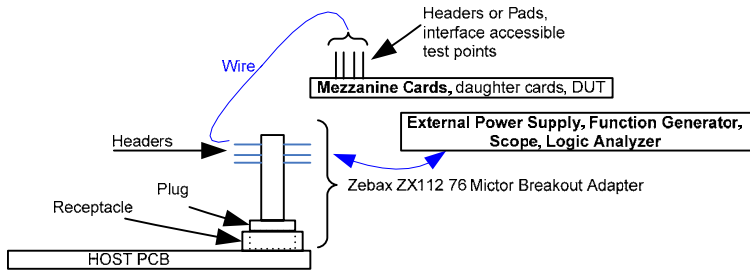 Headers or Pads,
interface accessible
test points
Wire
Mezzanine Cards, daughter cards, DUT
External Power Supply, Function Generator,
Scope, Logic Analyzer
Headers
Zebax ZX112 76 Mictor Breakout Adapter
Plug
Receptacle
HOST PCB